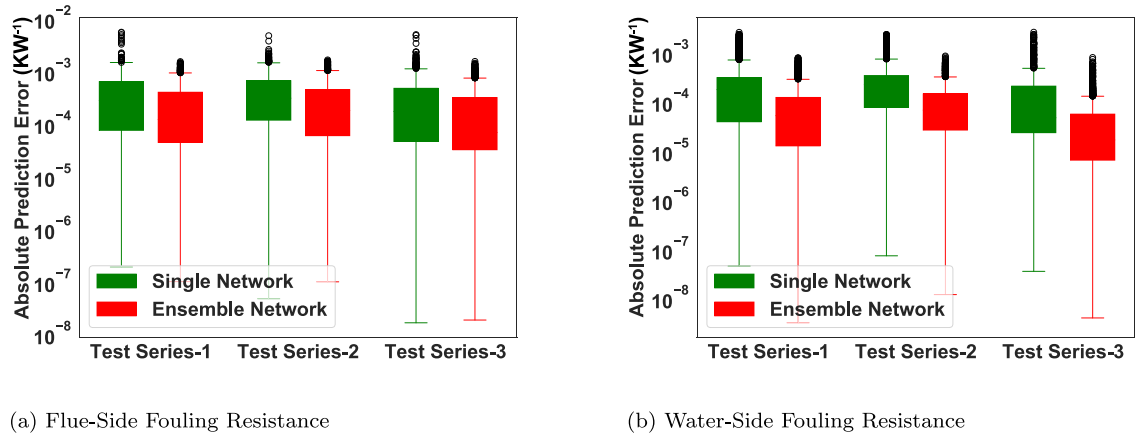 Absolute Prediction Error (KW⁻¹)
10⁻²
10⁻³
10⁻⁴
10⁻⁵
10⁻⁶
10⁻⁷
10⁻⁸
Single Network
Ensemble Network
Test Series-1 Test Series-2 Test Series-3
(a) Flue-Side Fouling Resistance
Absolute Prediction Error (KW⁻¹)
10⁻³
10⁻⁴
10⁻⁵
10⁻⁶
10⁻⁷
10⁻⁸
Single Network
Ensemble Network
Test Series-1 Test Series-2 Test Series-3
(b) Water-Side Fouling Resistance